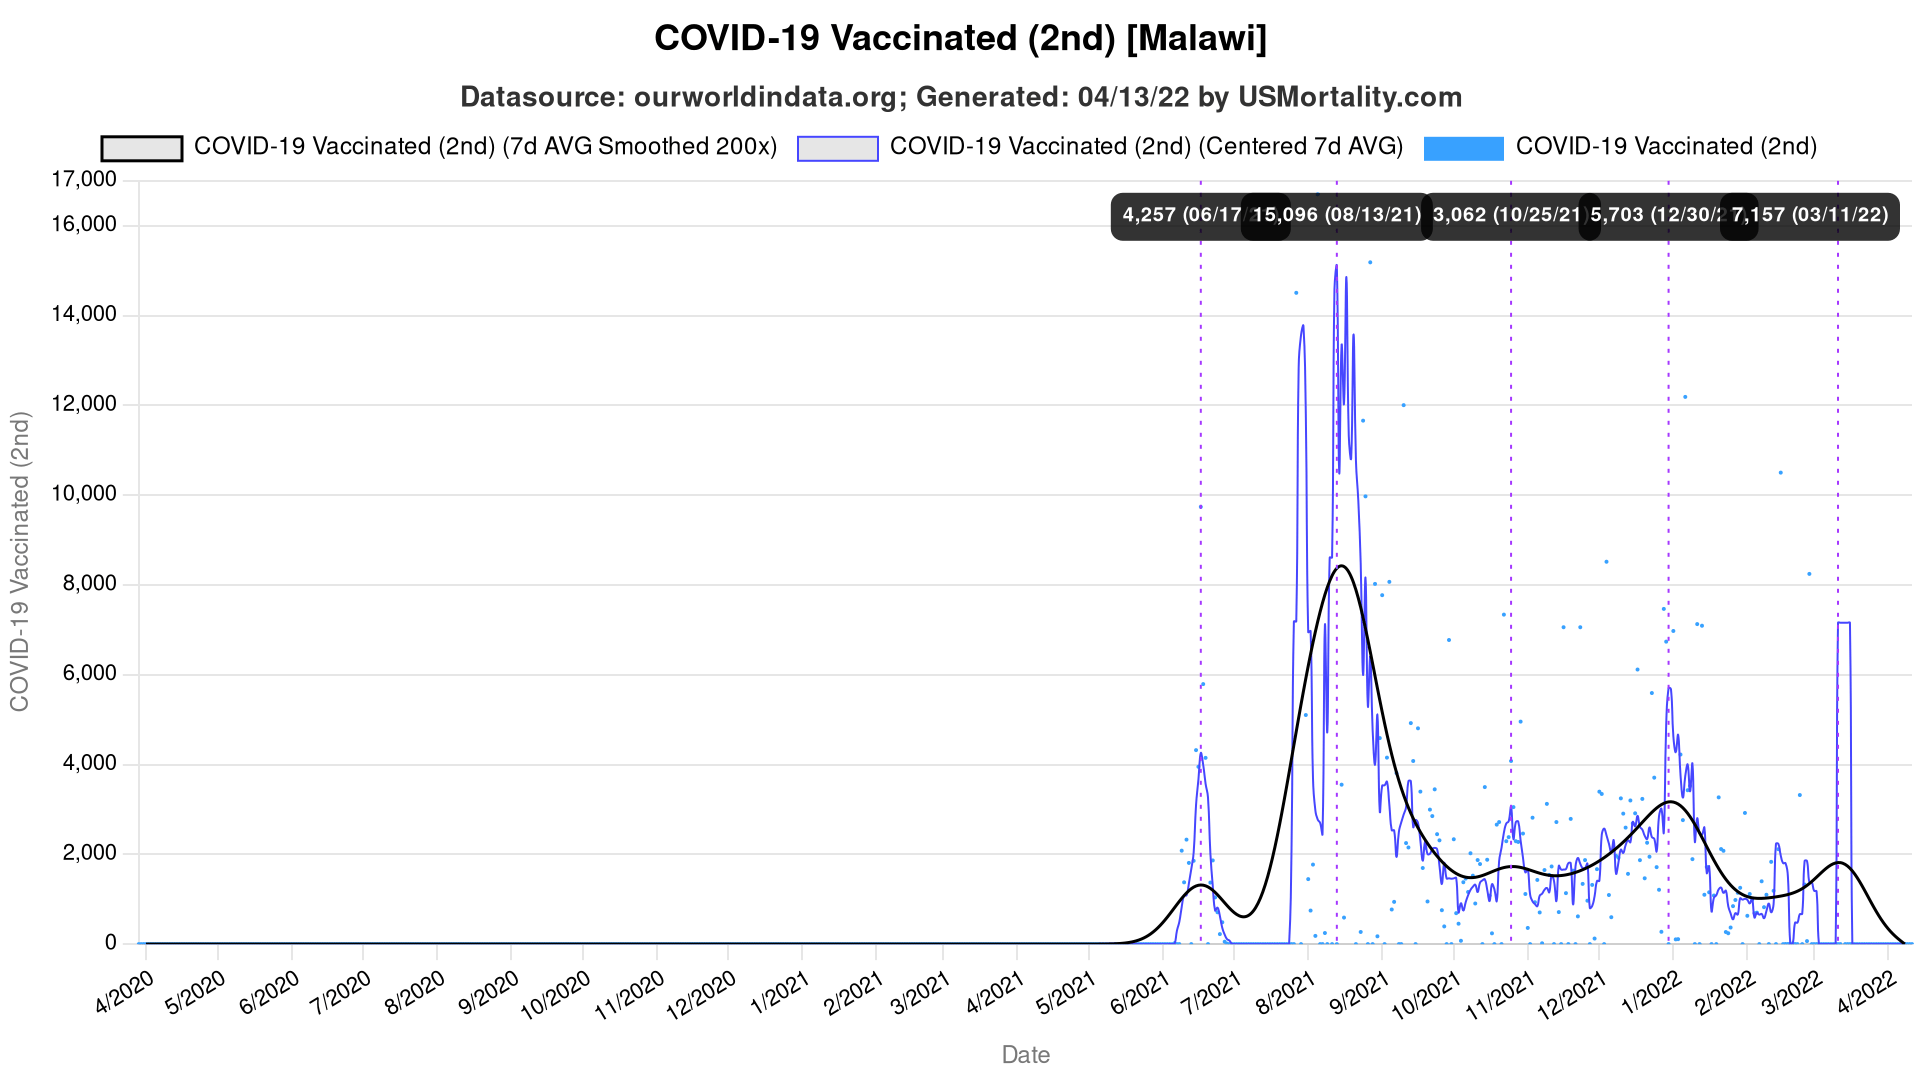 COVID-19 Vaccinated (2nd) [Malawi]
Datasource: ourworldindata.org; Generated: 04/13/22 by USMortality.com
COVID-19 Vaccinated (2nd) (7d AVG Smoothed 200x) COVID-19 Vaccinated (2nd) (Centered 7d AVG) COVID-19 Vaccinated (2nd)
17,000
4,257 (06/17/ 15,096 (08/13/21) 3,062 (10/25/21) 5,703 (12/30/2 7,157 (03/11/22)
16,000
14,000
12,000
10,000
8,000
6,000
4,000
2,000
0
COVID-19 Vaccinated (2nd)
4/2020 5/2020 6/2020 7/2020 8/2020 9/2020 10/2020 11/2020 12/2020 1/2021 2/2021 3/2021 4/2021 5/2021 6/2021 7/2021 8/2021 9/2021 10/2021 11/2021 12/2021 1/2022 2/2022 3/2022 4/2022
Date